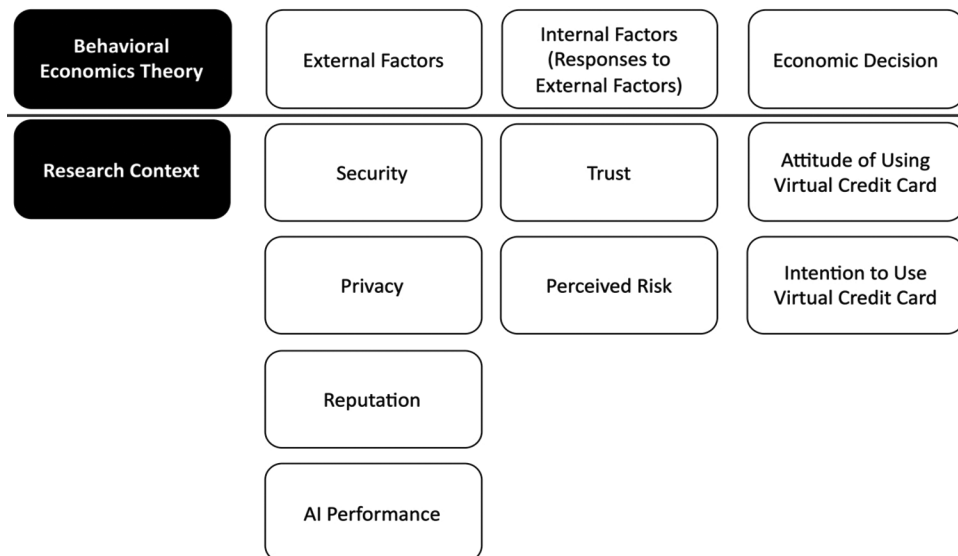 Behavioral
Economics Theory
External Factors
Internal Factors
(Responses to
External Factors)
Economic Decision
Research Context
Security
Trust
Attitude of Using
Virtual Credit Card
Privacy
Perceived Risk
Intention to Use
Virtual Credit Card
Reputation
AI Performance